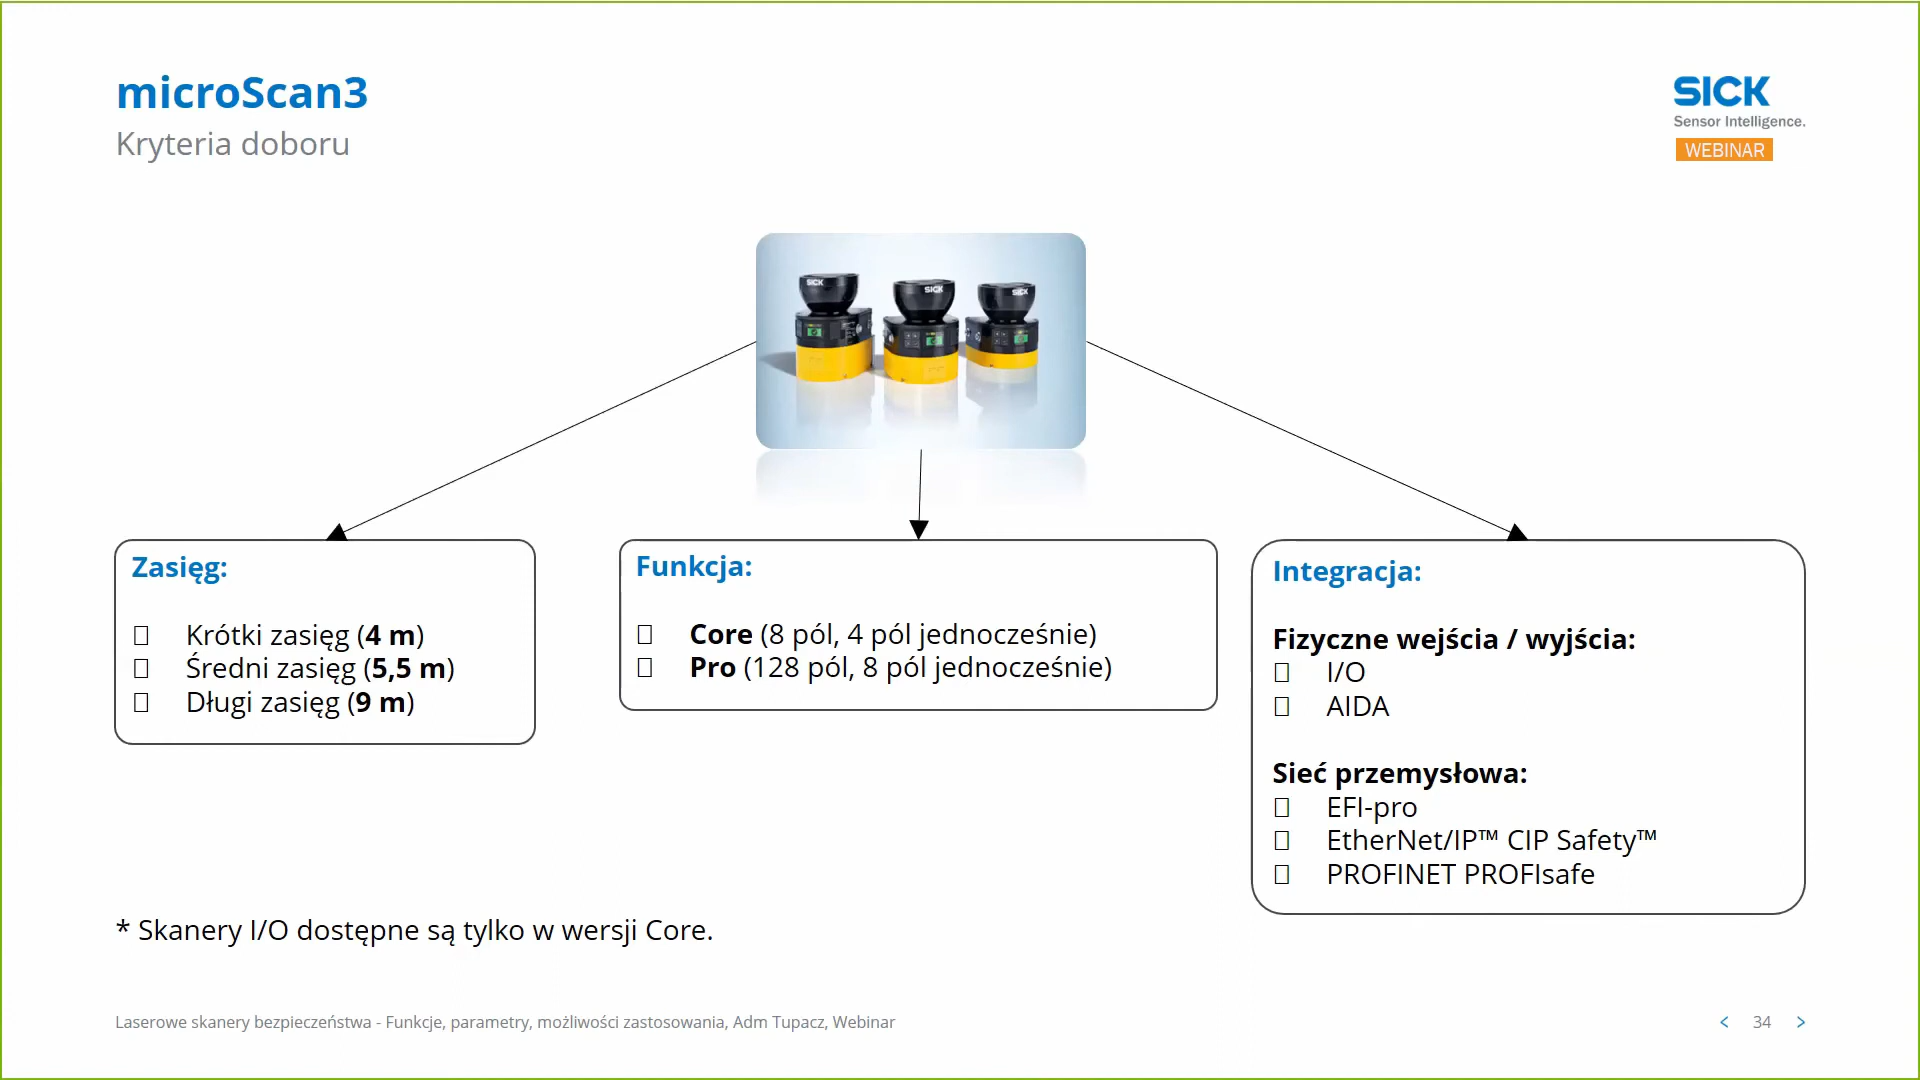 microScan3
Kryteria doboru
SICK
Sensor Intelligence.
WEBINAR
SICK
SICK
SICK
Zasięg:
Krótki zasięg (4 m)
Średni zasięg (5,5 m)
Długi zasięg (9 m)
Funkcja:
Core (8 pól, 4 pól jednocześnie)
Pro (128 pól, 8 pól jednocześnie)
Integracja:
Fizyczne wejścia / wyjścia:
I/O
AIDA
Sieć przemysłowa:
EFI-pro
EtherNet/IP™ CIP Safety™
PROFINET PROFIsafe
* Skanery I/O dostępne są tylko w wersji Core.
Laserowe skanery bezpieczeństwa - Funkcje, parametry, możliwości zastosowania, Adm Tupacz, Webinar
< 34 >